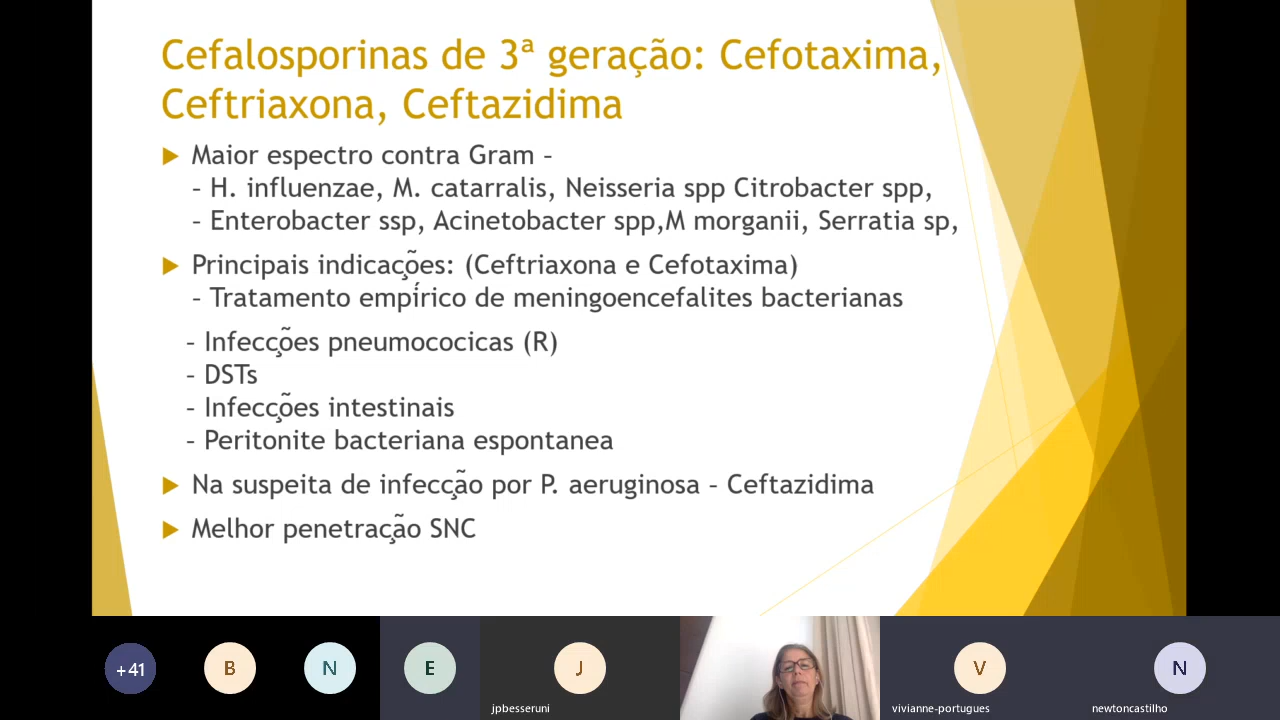 Cefalosporinas de 3ª geração: Cefotaxima,
Ceftriaxona, Ceftazidima
Maior espectro contra Gram –
– H. influenzae, M. catarralis, Neisseria spp Citrobacter spp,
– Enterobacter ssp, Acinetobacter spp,M morganii, Serratia sp,
Principais indicações: (Ceftriaxona e Cefotaxima)
– Tratamento empírico de meningoencefalites bacterianas
– Infecções pneumococicas (R)
– DSTs
– Infecções intestinais
– Peritonite bacteriana espontanea
Na suspeita de infecção por P. aeruginosa – Ceftazidima
Melhor penetração SNC
+41
B
N
E
J
V
N
jpbesseruni
vivianne-portugues
newtoncastilho